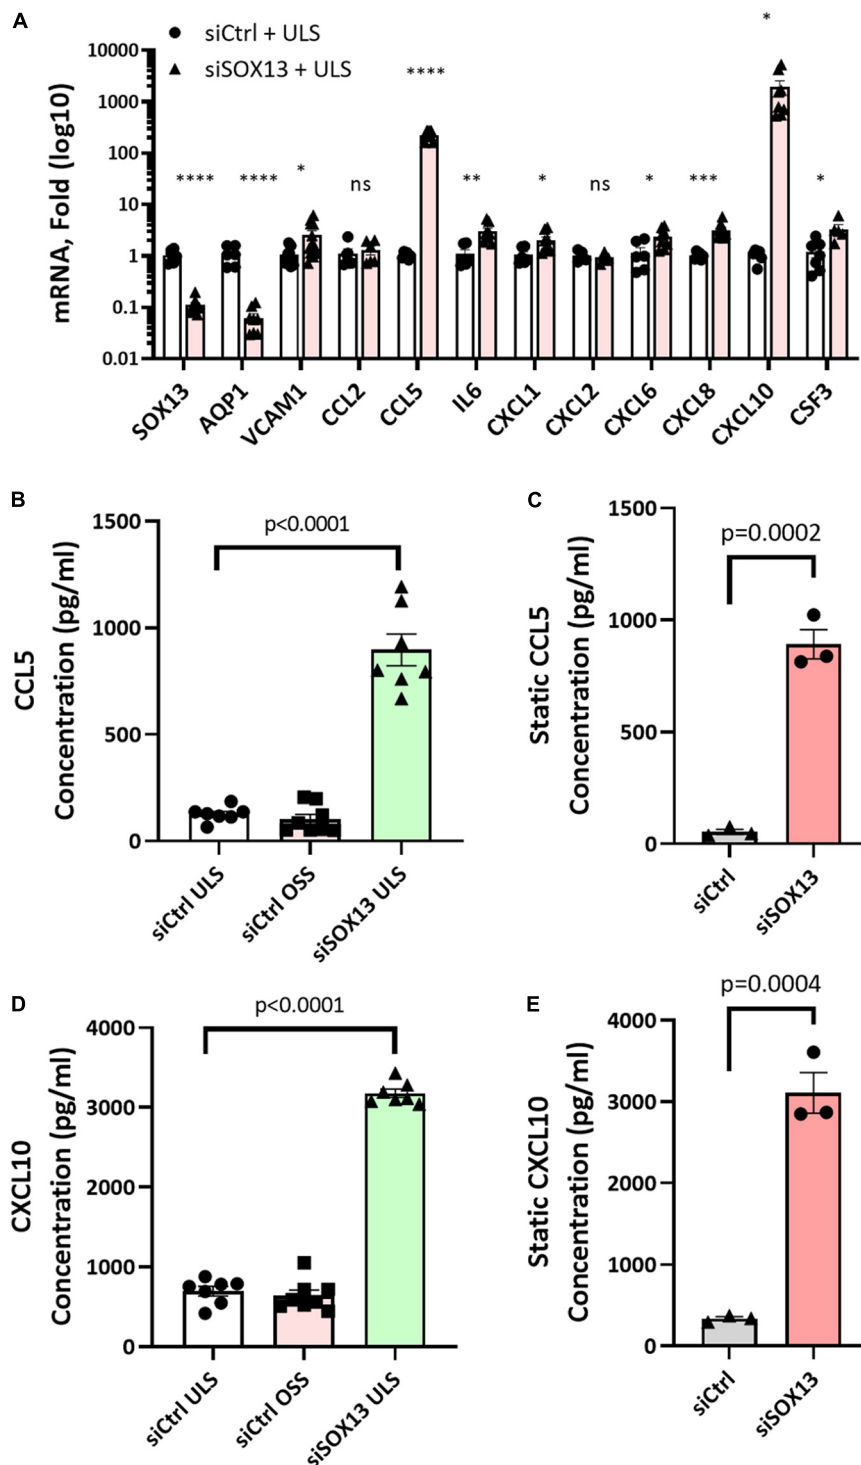 A
siCtrl + ULS
siSOX13 + ULS
mRNA, Fold (log10)
10000
1000
100
10
1
0.1
0.01
****
****
*
ns
****
**
*
ns
*
***
*
*
SOX13
AQP1
VCAM1
CCL2
CCL5
IL6
CXCL1
CXCL2
CXCL6
CXCL8
CXCL10
CSF3
B
CCL5
Concentration (pg/ml)
1500
1000
500
0
p<0.0001
siCtrl ULS
siCtrl OSS
siSOX13 ULS
C
Static CCL5
Concentration (pg/ml)
1500
1000
500
0
p=0.0002
siCtrl
siSOX13
D
CXCL10
Concentration (pg/ml)
4000
3000
2000
1000
0
p<0.0001
siCtrl ULS
siCtrl OSS
siSOX13 ULS
E
Static CXCL10
Concentration (pg/ml)
4000
3000
2000
1000
0
p=0.0004
siCtrl
siSOX13